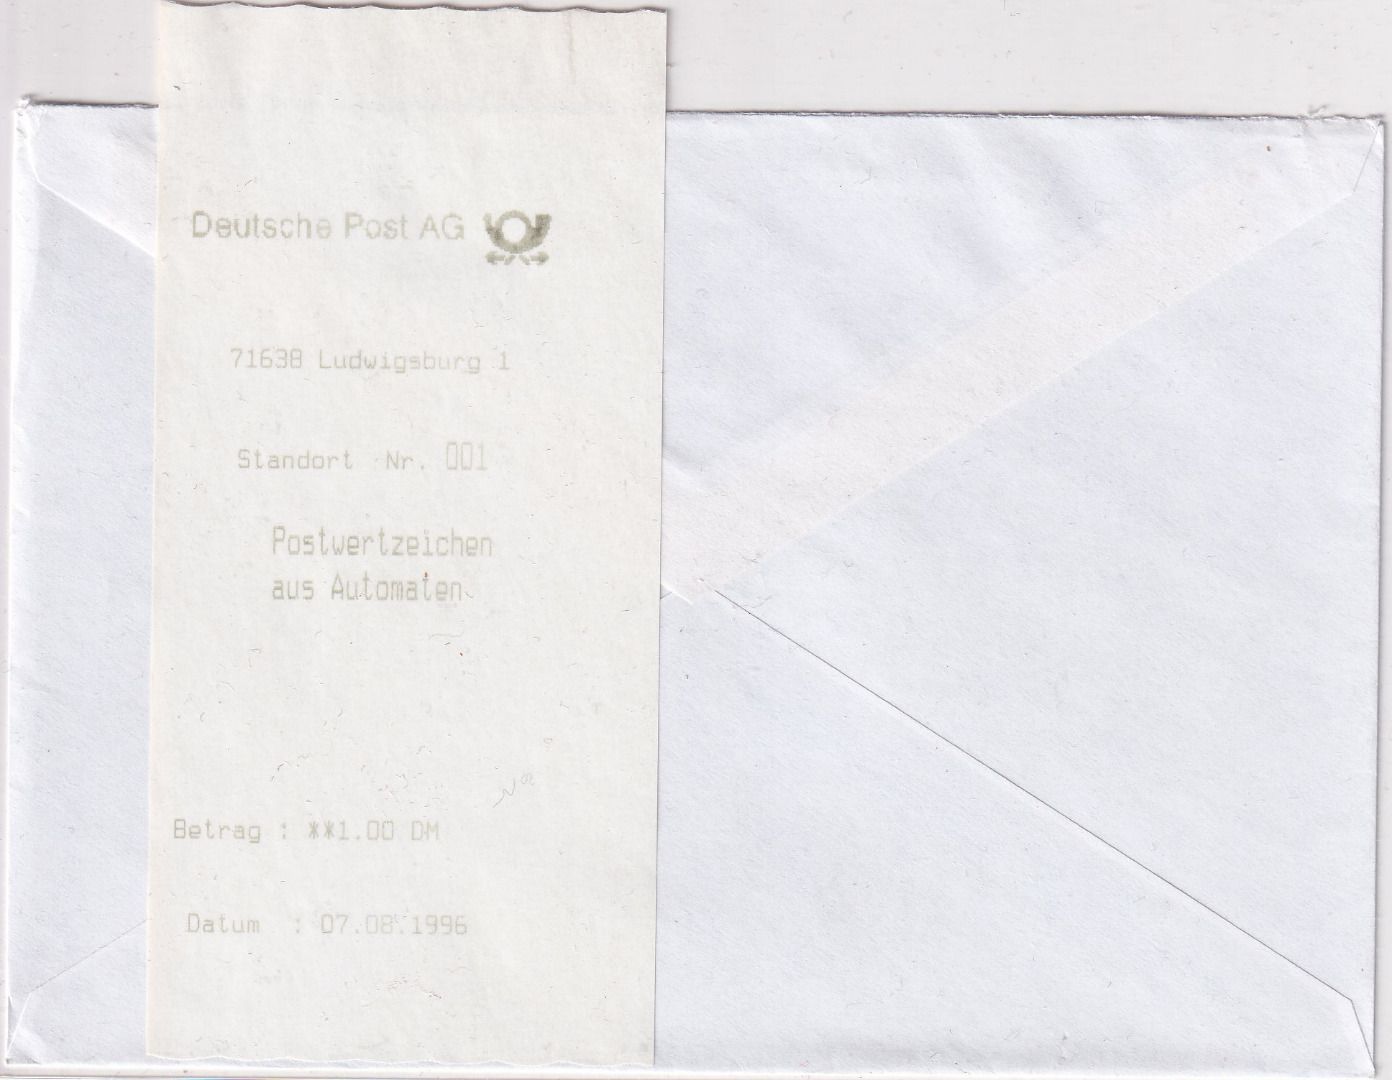 Deutsche Post AG
71638 Ludwigsburg 1
Standort Nr. 001
Postwertzeichen
aus Automaten
Betrag : **1.00 DM
Datum : 07.08.1996